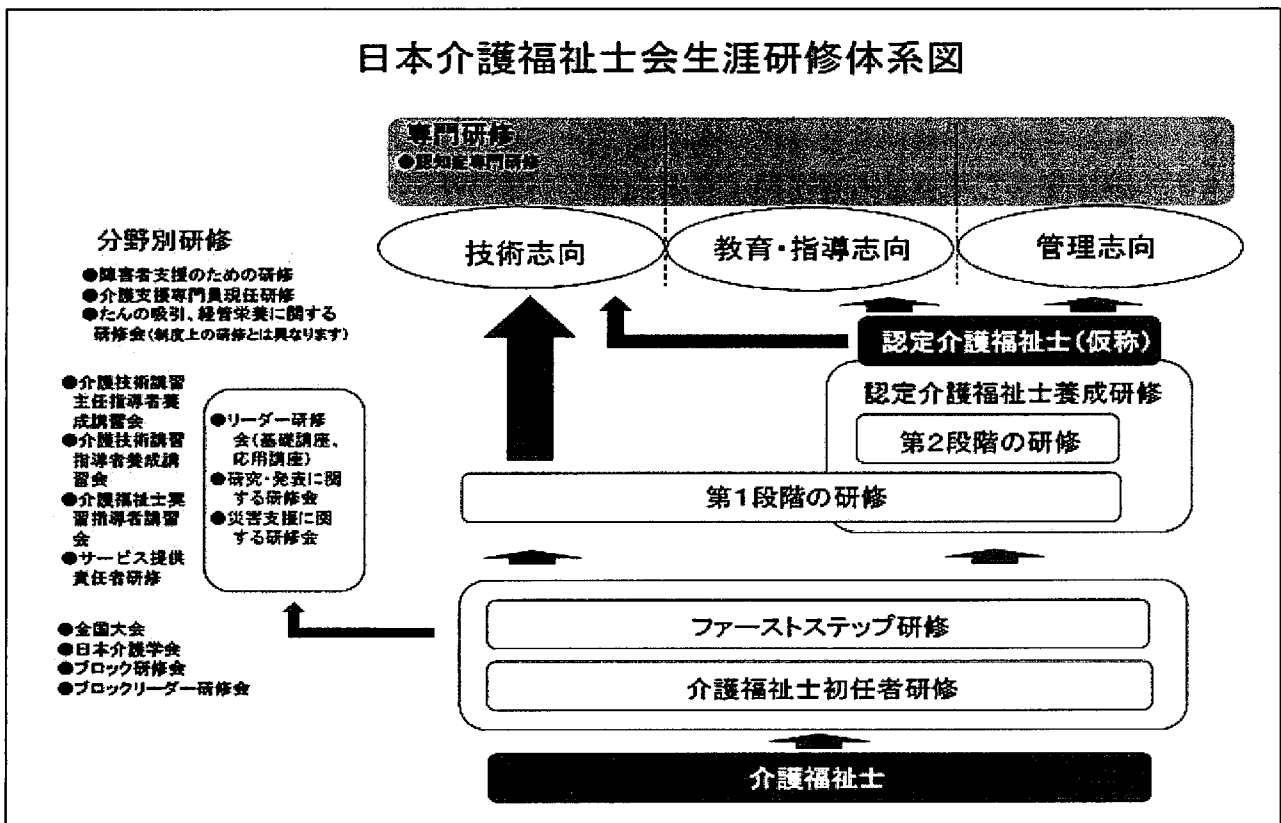 日本介護福祉士会生涯研修体系図
専門研修
●認知症専門研修
技術志向
教育・指導志向
管理志向
分野別研修
●障害者支援のための研修
●介護支援専門員現任研修
●たんの吸引、経管栄養に関する
研修会(制度上の研修とは異なります)
●介護技術講習
主任指導者養
成講習会
●介護技術講習
指導者養成講
習会
●介護福祉士実
習指導者講習
会
●サービス提供
責任者研修
●リーダー研修
会(基礎講座、
応用講座)
●研究・発表に関
する研修会
●災害支援に関
する研修会
●全国大会
●日本介護学会
●ブロック研修会
●ブロックリーダー研修会
認定介護福祉士(仮称)
認定介護福祉士養成研修
第2段階の研修
第1段階の研修
ファーストステップ研修
介護福祉士初任者研修
介護福祉士